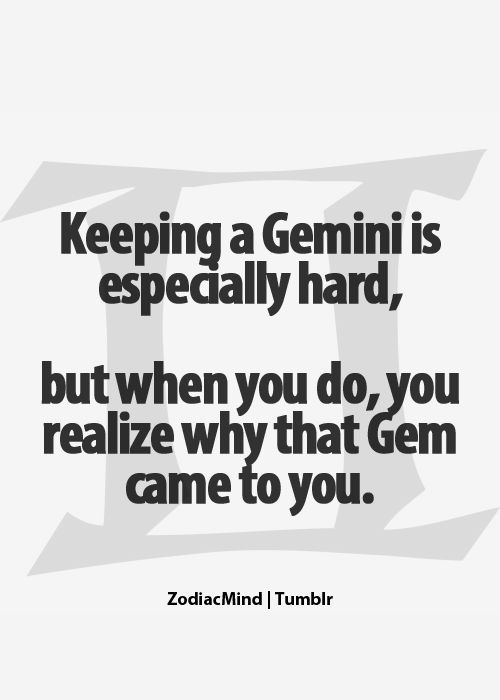 Keeping a Gemini is
especially hard,
but when you do, you
realize why that Gem
came to you.
ZodiacMind | Tumblr